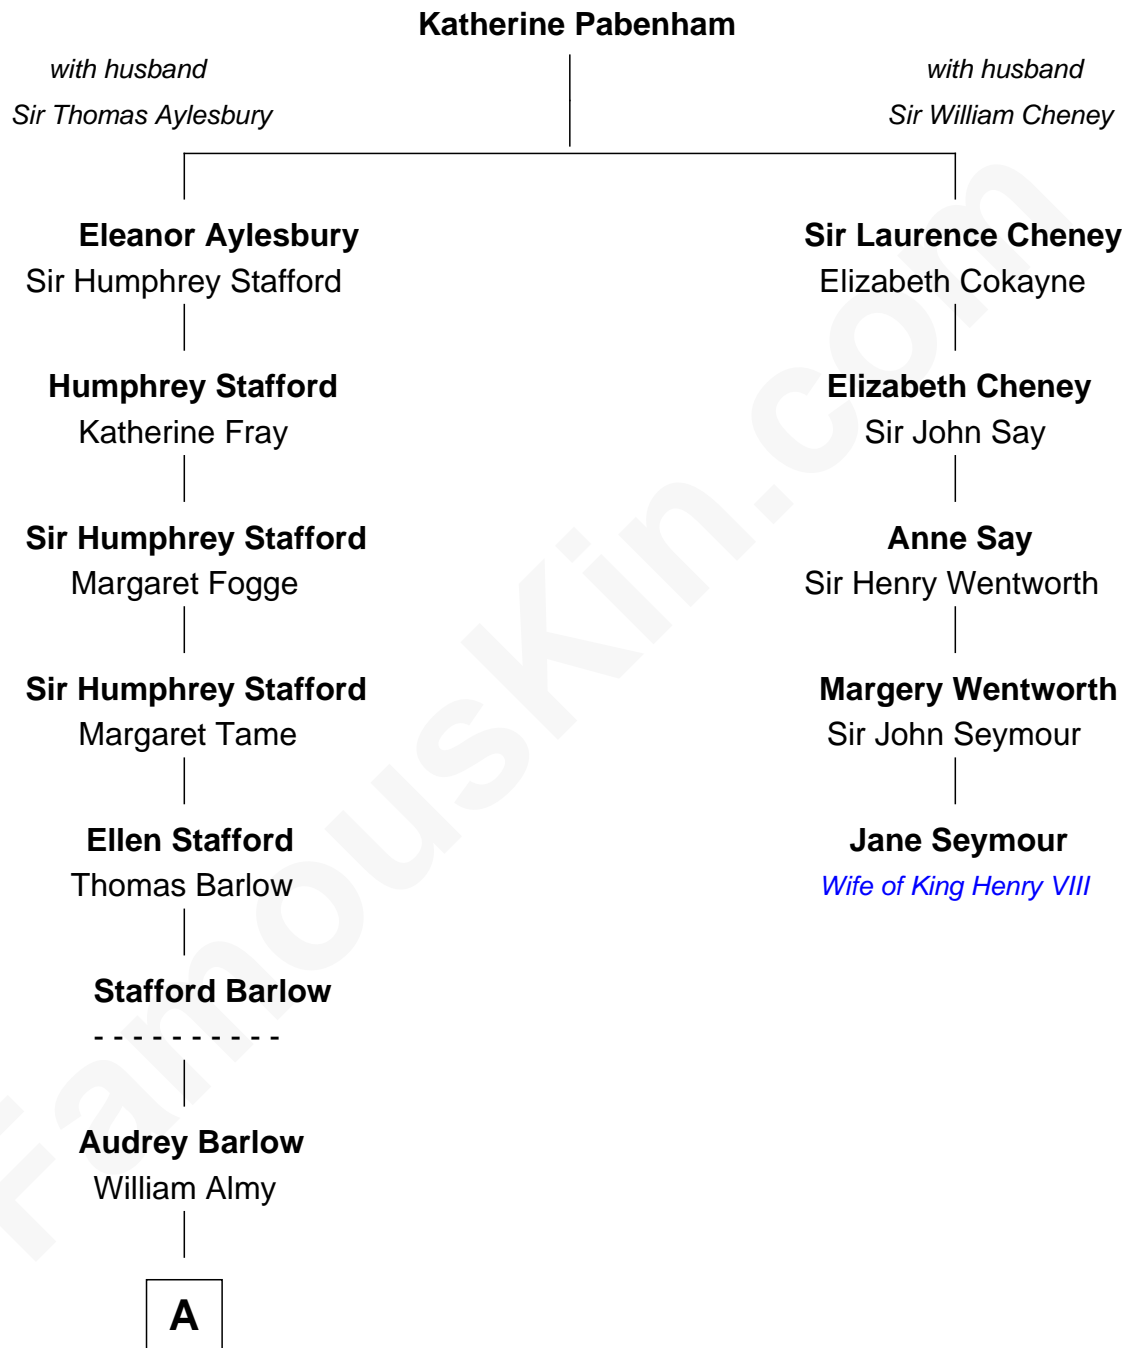 Katherine Pabenham
with husband
Sir Thomas Aylesbury
with husband
Sir William Cheney
Eleanor Aylesbury
Sir Humphrey Stafford
Sir Laurence Cheney
Elizabeth Cokayne
Humphrey Stafford
Katherine Fray
Elizabeth Cheney
Sir John Say
Sir Humphrey Stafford
Margaret Fogge
Anne Say
Sir Henry Wentworth
Sir Humphrey Stafford
Margaret Tame
Margery Wentworth
Sir John Seymour
Ellen Stafford
Thomas Barlow
Jane Seymour
Wife of King Henry VIII
Stafford Barlow
- - - - - - - - - -
Audrey Barlow
William Almy
A
FamousKin.com